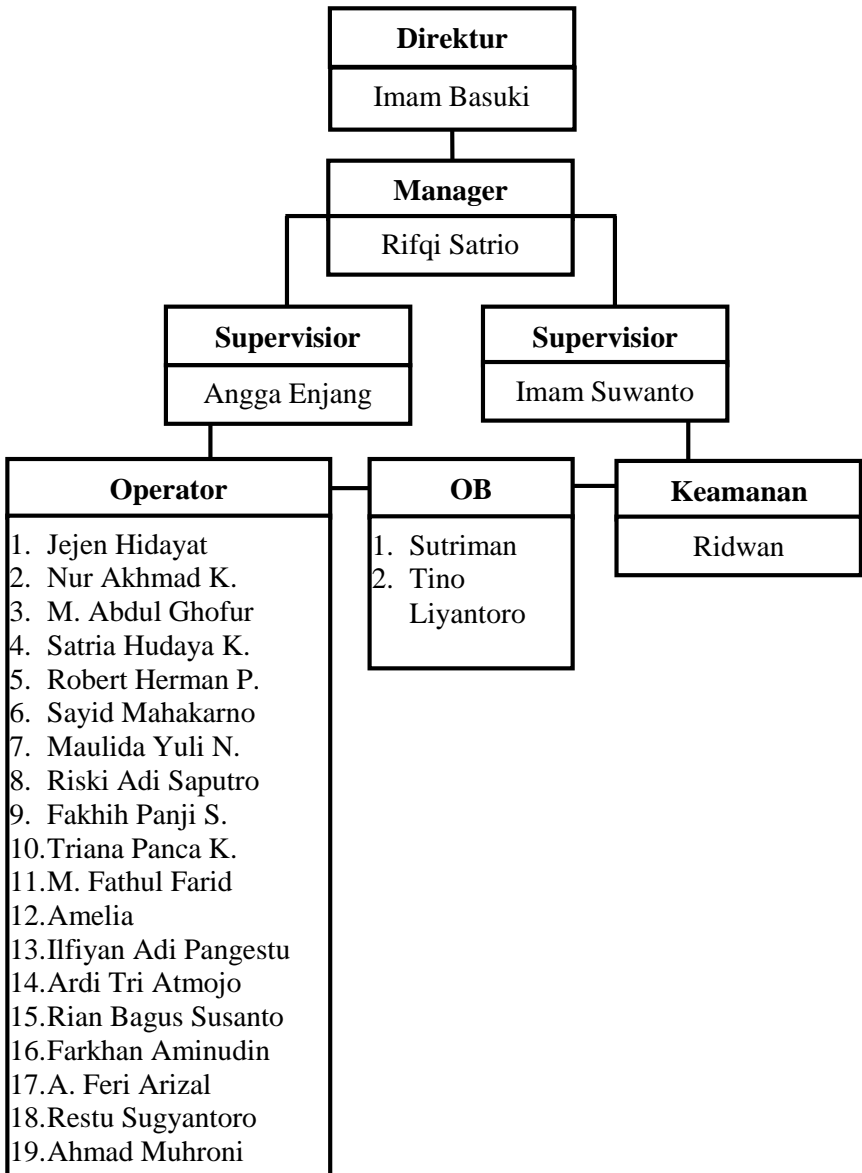 Direktur
Imam Basuki
Manager
Rifqi Satrio
Supervisior
Angga Enjang
Supervisior
Imam Suwanto
Operator
1. Jejen Hidayat
2. Nur Akhmad K.
3. M. Abdul Ghofur
4. Satria Hudaya K.
5. Robert Herman P.
6. Sayid Mahakarno
7. Maulida Yuli N.
8. Riski Adi Saputro
9. Fakhih Panji S.
10.Triana Panca K.
11.M. Fathul Farid
12.Amelia
13.Ilfiyan Adi Pangestu
14.Ardi Tri Atmojo
15.Rian Bagus Susanto
16.Farkhan Aminudin
17.A. Feri Arizal
18.Restu Sugyantoro
19.Ahmad Muhroni
OB
1. Sutriman
2. Tino
Liyantoro
Keamanan
Ridwan